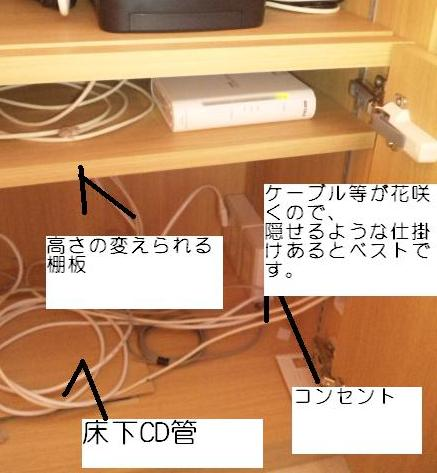 ケーブル等が花咲
くので、
隠せるような仕掛
けあるとベストで
す。
高さの変えられる
棚板
コンセント
床下CD管